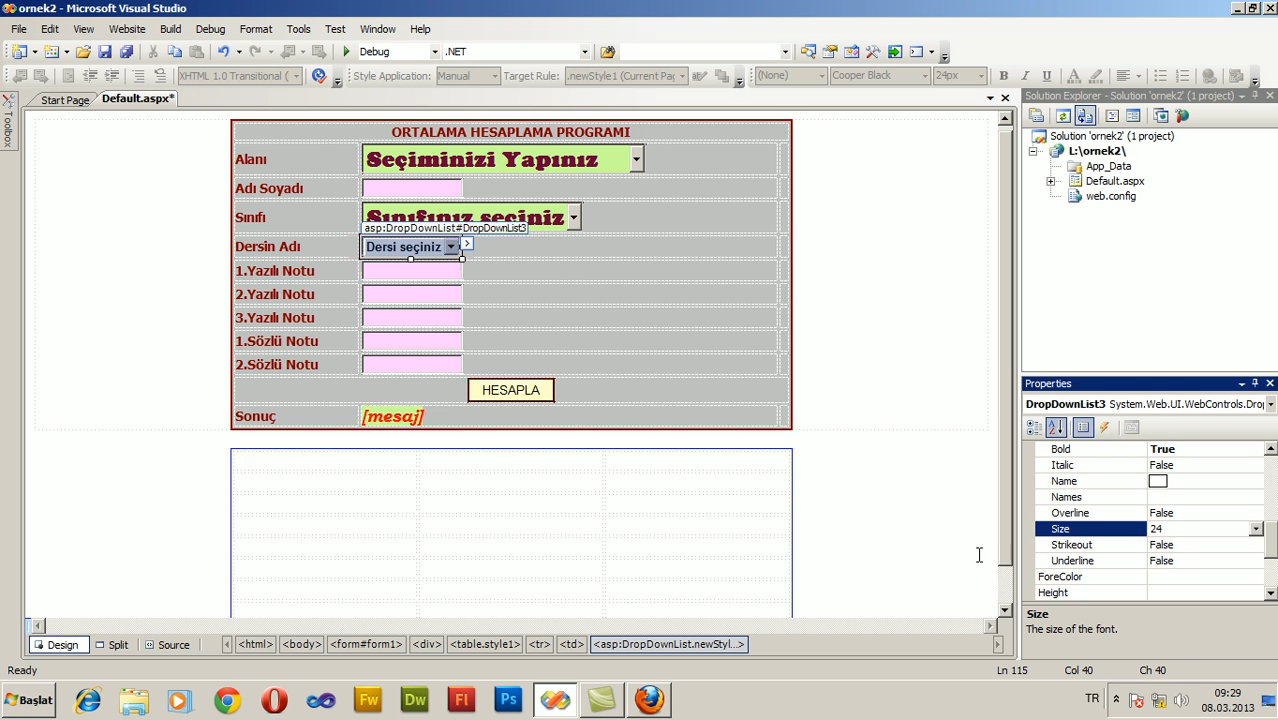 ornek2 - Microsoft Visual Studio
File Edit View Website Build Debug Format Tools Test Window Help
Debug .NET
XHTML 1.0 Transitional ( Style Application: Manual Target Rule: .style1 (Current Pag (None) Cooper Black 24px B I U A
Start Page Default.aspx*
Toolbox
ORTALAMA HESAPLAMA PROGRAMI
Alanı Seçiminizi Yapınız
Adı Soyadı
Sınıfı Sınıfınız seçiniz
asp:DropDownList#DropDownList3
Dersin Adı Dersi seçiniz
1.Yazılı Notu
2.Yazılı Notu
3.Yazılı Notu
1.Sözlü Notu
2.Sözlü Notu
HESAPLA
Sonuç [mesaj]
Design Split Source <html> <body> <form#form1> <div> <table.style1> <tr> <td> <asp:DropDownList.newStyl...>
Solution Explorer - Solution 'ornek2' (1 project)
Solution 'ornek2' (1 project)
L:\ornek2\
App_Data
Default.aspx
web.config
Properties
DropDownList3 System.Web.UI.WebControls.Dro
Bold True
Italic False
Name
Names
Overline False
Size 24
Strikeout False
Underline False
ForeColor
Height
Size
The size of the font.
Ready Ln 115 Col 40 Ch 40
Başlat Fw Dw Fl Ps TR 09:29
08.03.2013